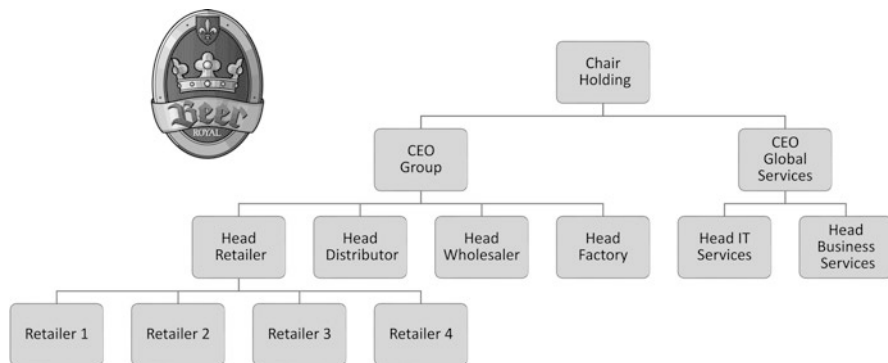 Beer
ROYAL
Chair
Holding
CEO
Group
CEO
Global
Services
Head
Retailer
Head
Distributor
Head
Wholesaler
Head
Factory
Head IT
Services
Head
Business
Services
Retailer 1
Retailer 2
Retailer 3
Retailer 4